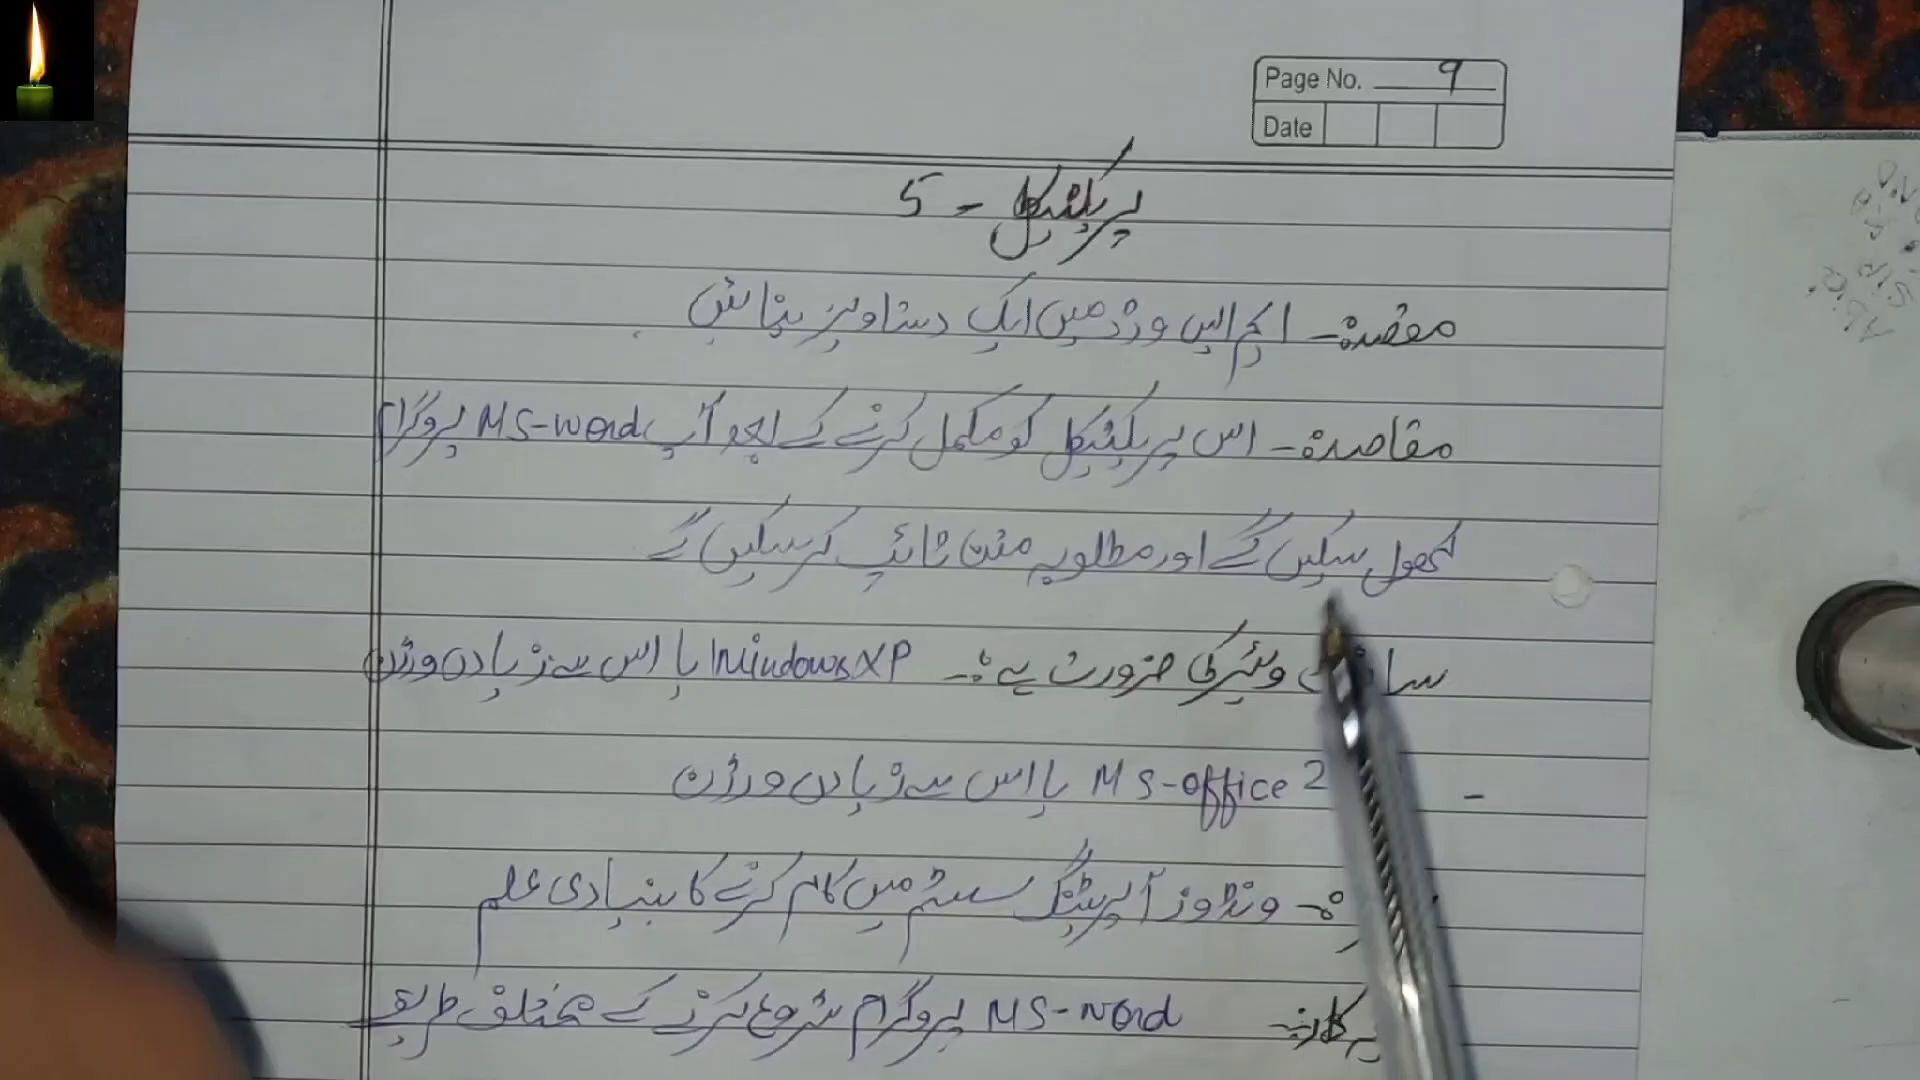 Page No. 9
Date
پریکٹیکل - 5
مقصد:- ایم ایس ورڈ میں ایک دستاویز بنائیں
مقاصد:- اس پریکٹیکل کو مکمل کرنے کے بعد آپ MS-word پروگرام
کھول سکیں گے اور مطلوبہ متن ٹائپ کر سکیں گے
وئیر کی ضرورت ہے:- Windows XP یا اس سے زیادہ ورژن
MS-office 2 یا اس سے زیادہ ورژن
ونڈوز آپریٹنگ سسٹم میں کام کرنے کا بنیادی علم
MS-word پروگرام شروع کرنے کے مختلف طریقے